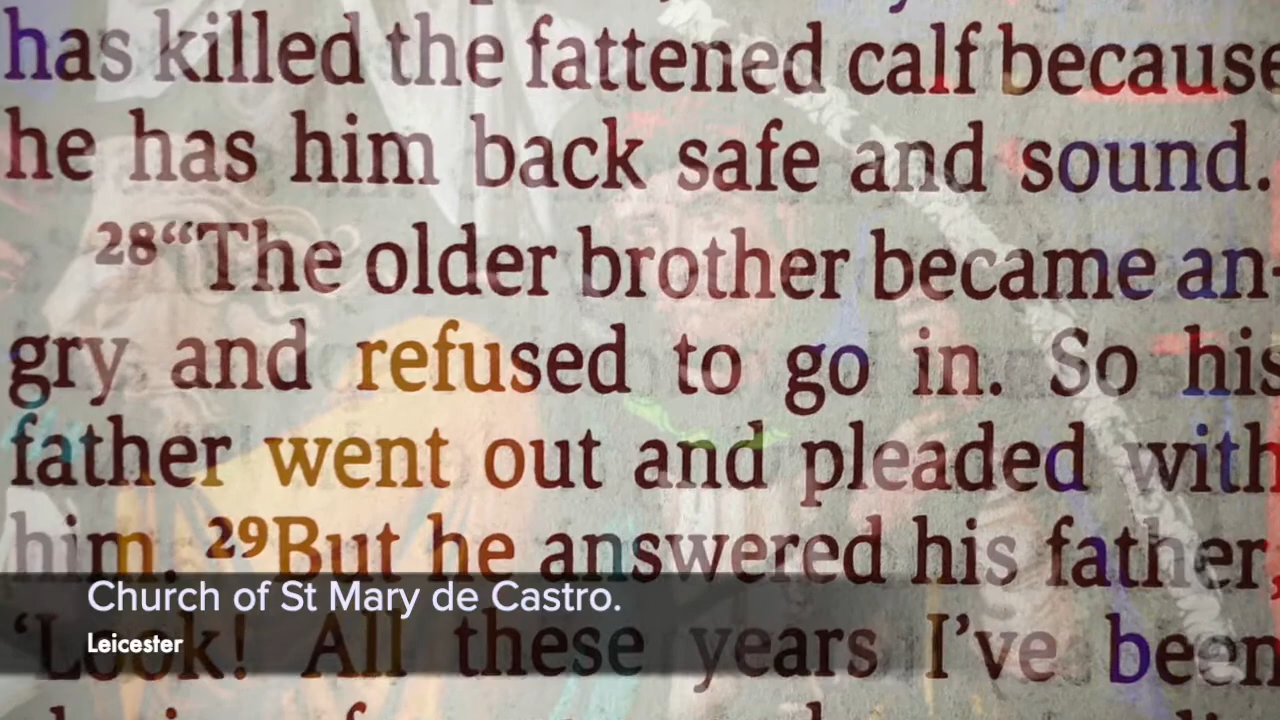 has killed the fattened calf because
he has him back safe and sound.
28“The older brother became an-
gry and refused to go in. So his
father went out and pleaded with
him. 29But he answered his father,
Church of St Mary de Castro.
‘Look! All these years I’ve been
Leicester